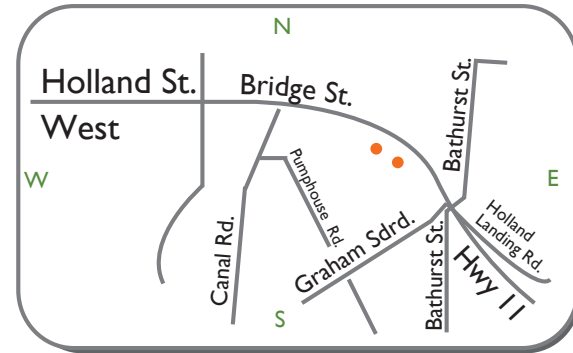 N
Holland St.
West
Bridge St.
Bathurst St.
W
E
Canal Rd.
Pumphouse Rd.
Graham Sdrd.
Bathurst St.
Holland
Landing Rd.
Hwy 11
S